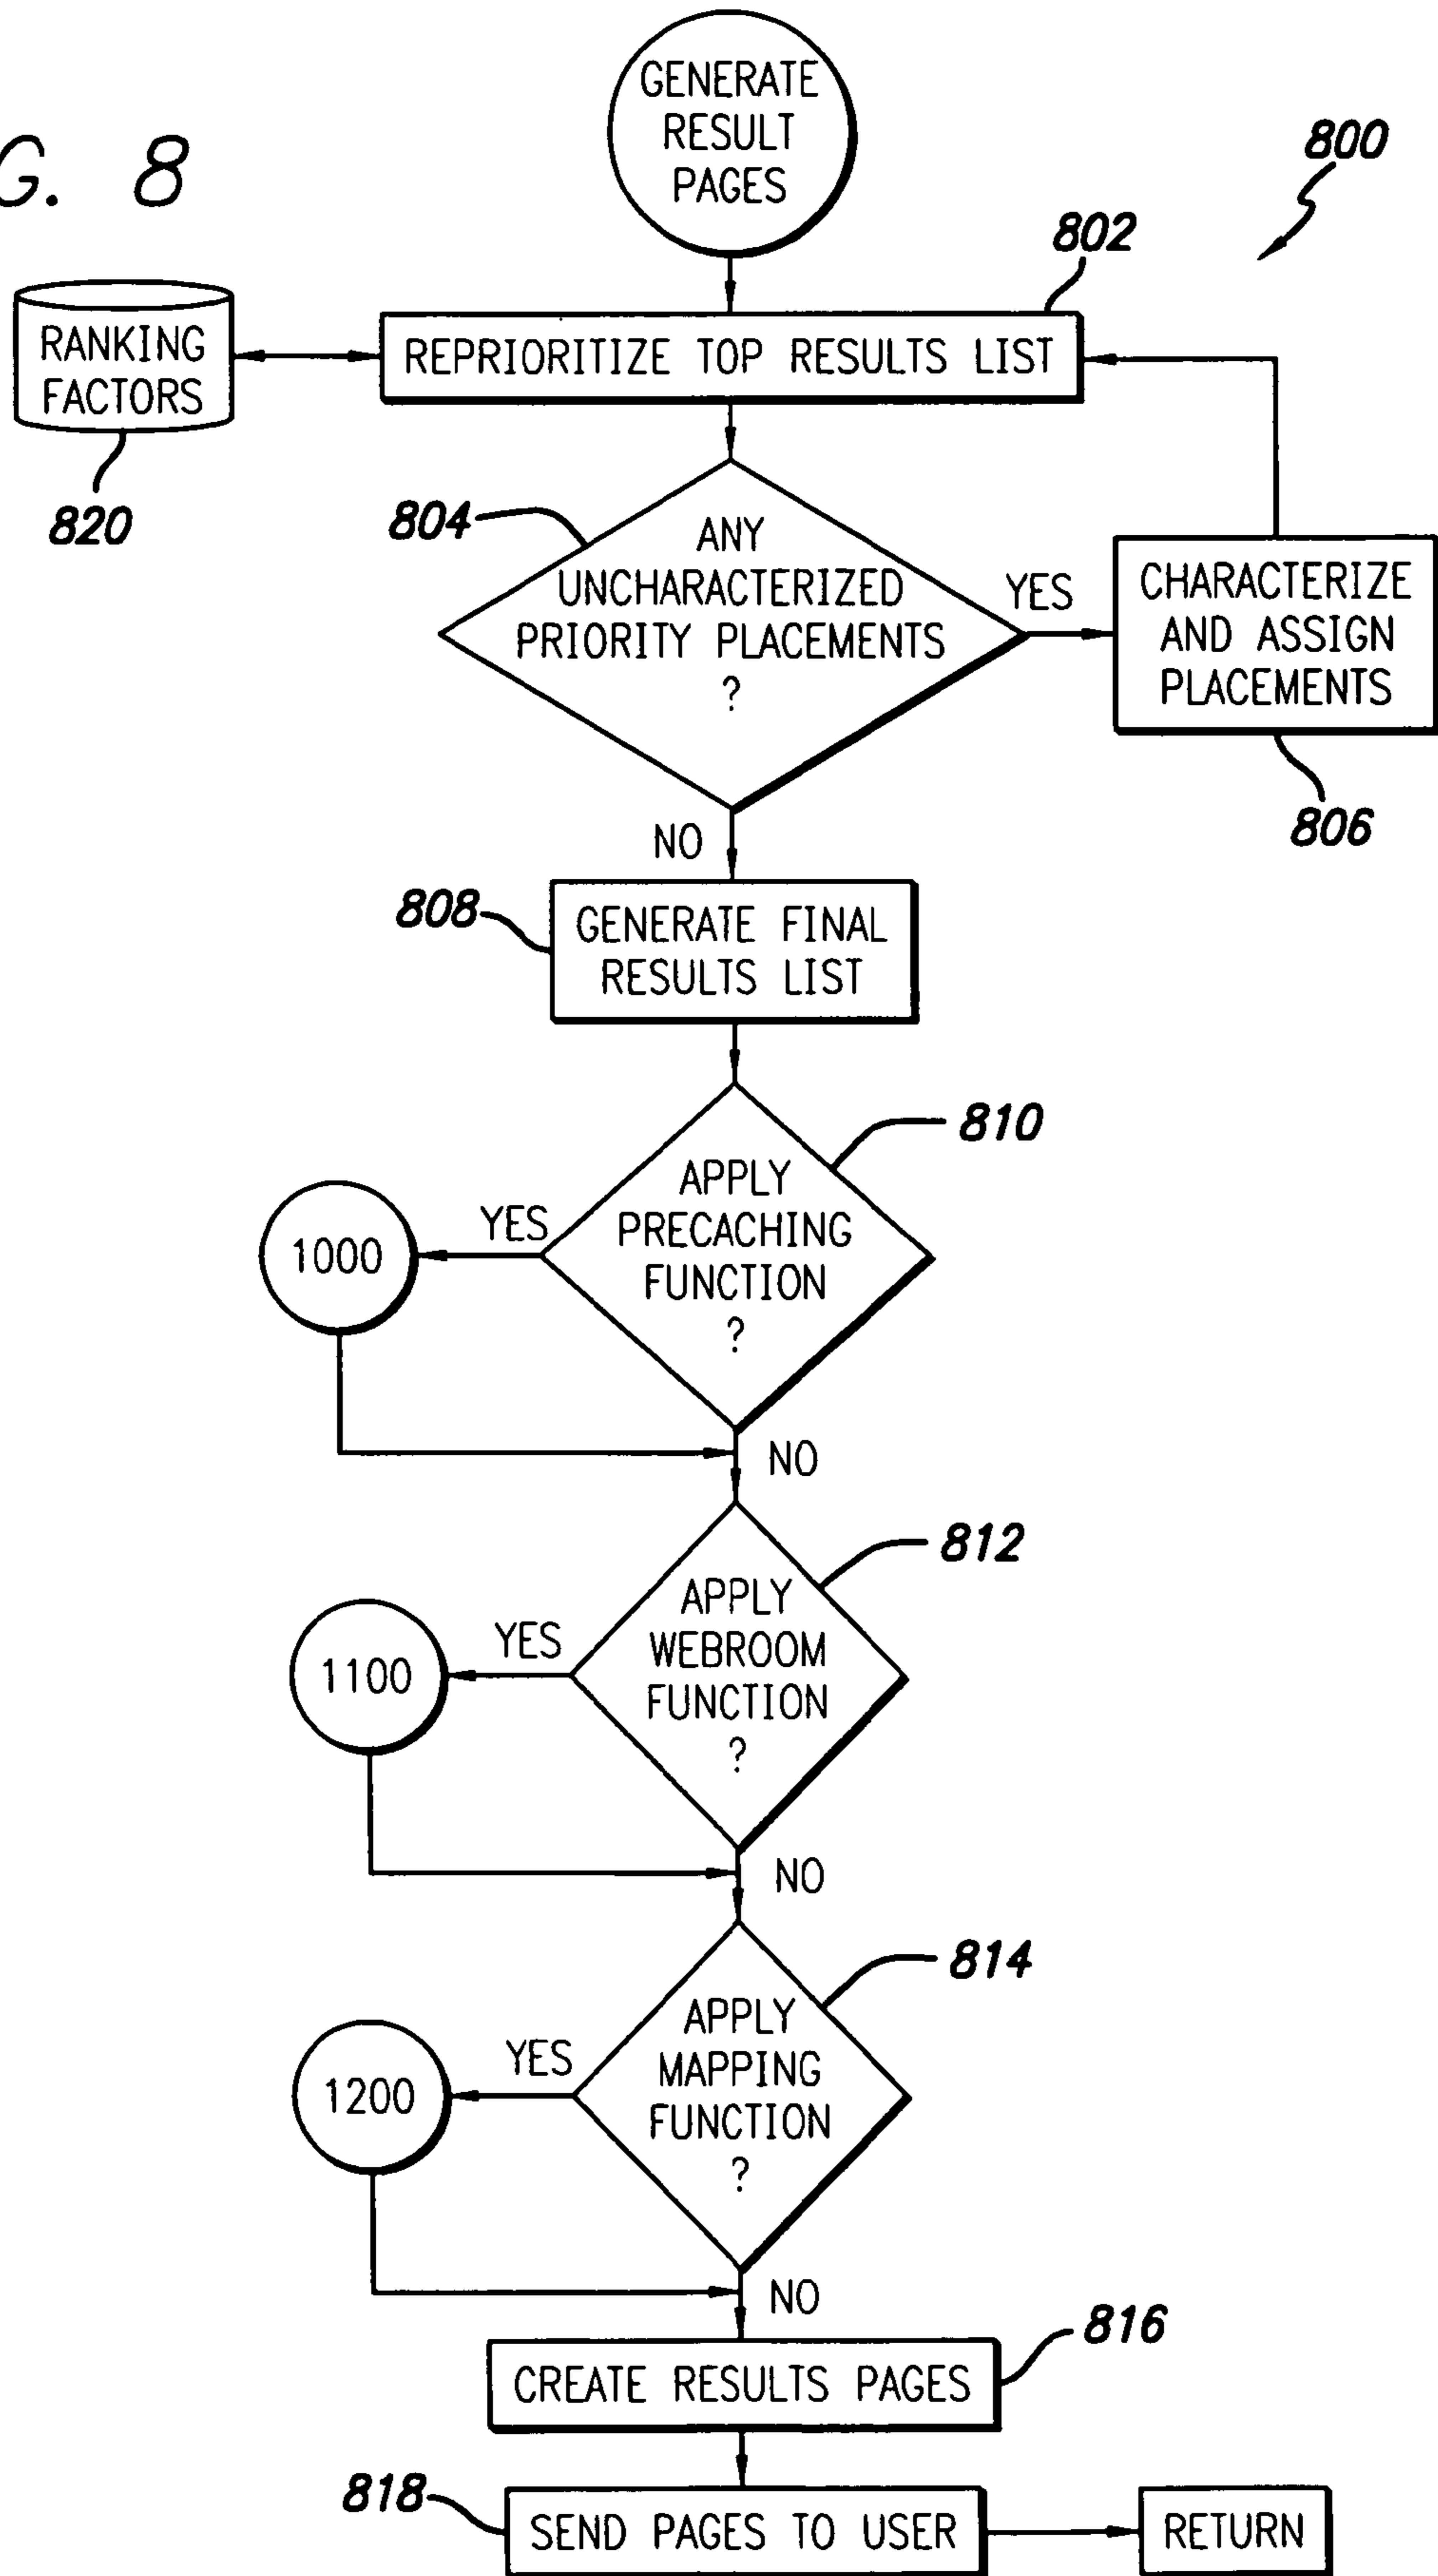 G. 8
GENERATE
RESULT
PAGES
800
802
RANKING
FACTORS
820
REPRIORITIZE TOP RESULTS LIST
804
ANY
UNCHARACTERIZED
PRIORITY PLACEMENTS
?
YES
CHARACTERIZE
AND ASSIGN
PLACEMENTS
806
NO
808
GENERATE FINAL
RESULTS LIST
810
APPLY
PRECACHING
FUNCTION
?
YES
1000
NO
812
APPLY
WEBROOM
FUNCTION
?
YES
1100
NO
814
APPLY
MAPPING
FUNCTION
?
YES
1200
NO
816
CREATE RESULTS PAGES
818
SEND PAGES TO USER
RETURN